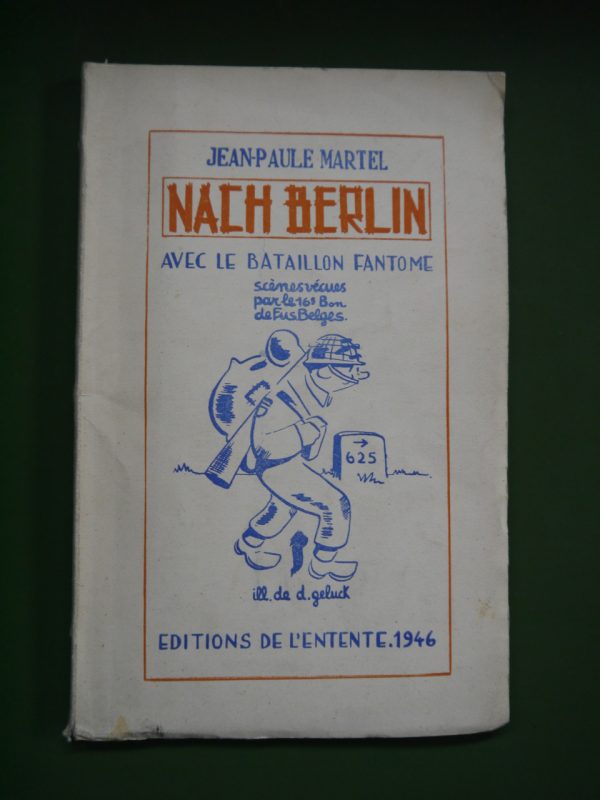 JEAN-PAULE MARTEL
NACH BERLIN
AVEC LE BATAILLON FANTOME
scènes vécues
par le 16e Bon
de Fus Belges.
→
625
ill. de d. geluck
EDITIONS DE L'ENTENTE. 1946